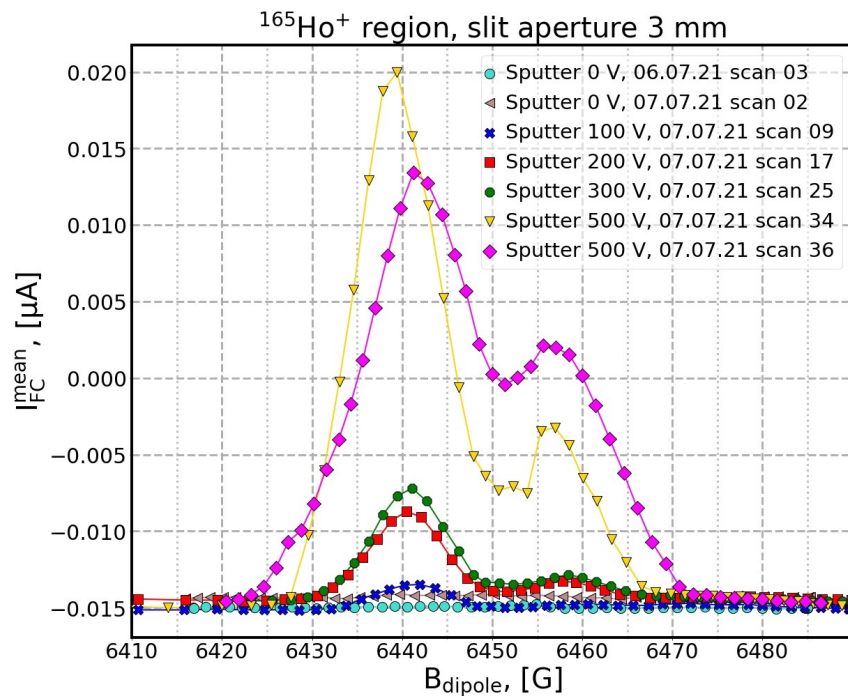 ¹⁶⁵Ho⁺ region, slit aperture 3 mm
Sputter 0 V, 06.07.21 scan 03
Sputter 0 V, 07.07.21 scan 02
Sputter 100 V, 07.07.21 scan 09
Sputter 200 V, 07.07.21 scan 17
Sputter 300 V, 07.07.21 scan 25
Sputter 500 V, 07.07.21 scan 34
Sputter 500 V, 07.07.21 scan 36
I_FC^mean, [µA]
0.020
0.015
0.010
0.005
0.000
−0.005
−0.010
−0.015
6410 6420 6430 6440 6450 6460 6470 6480
B_dipole, [G]